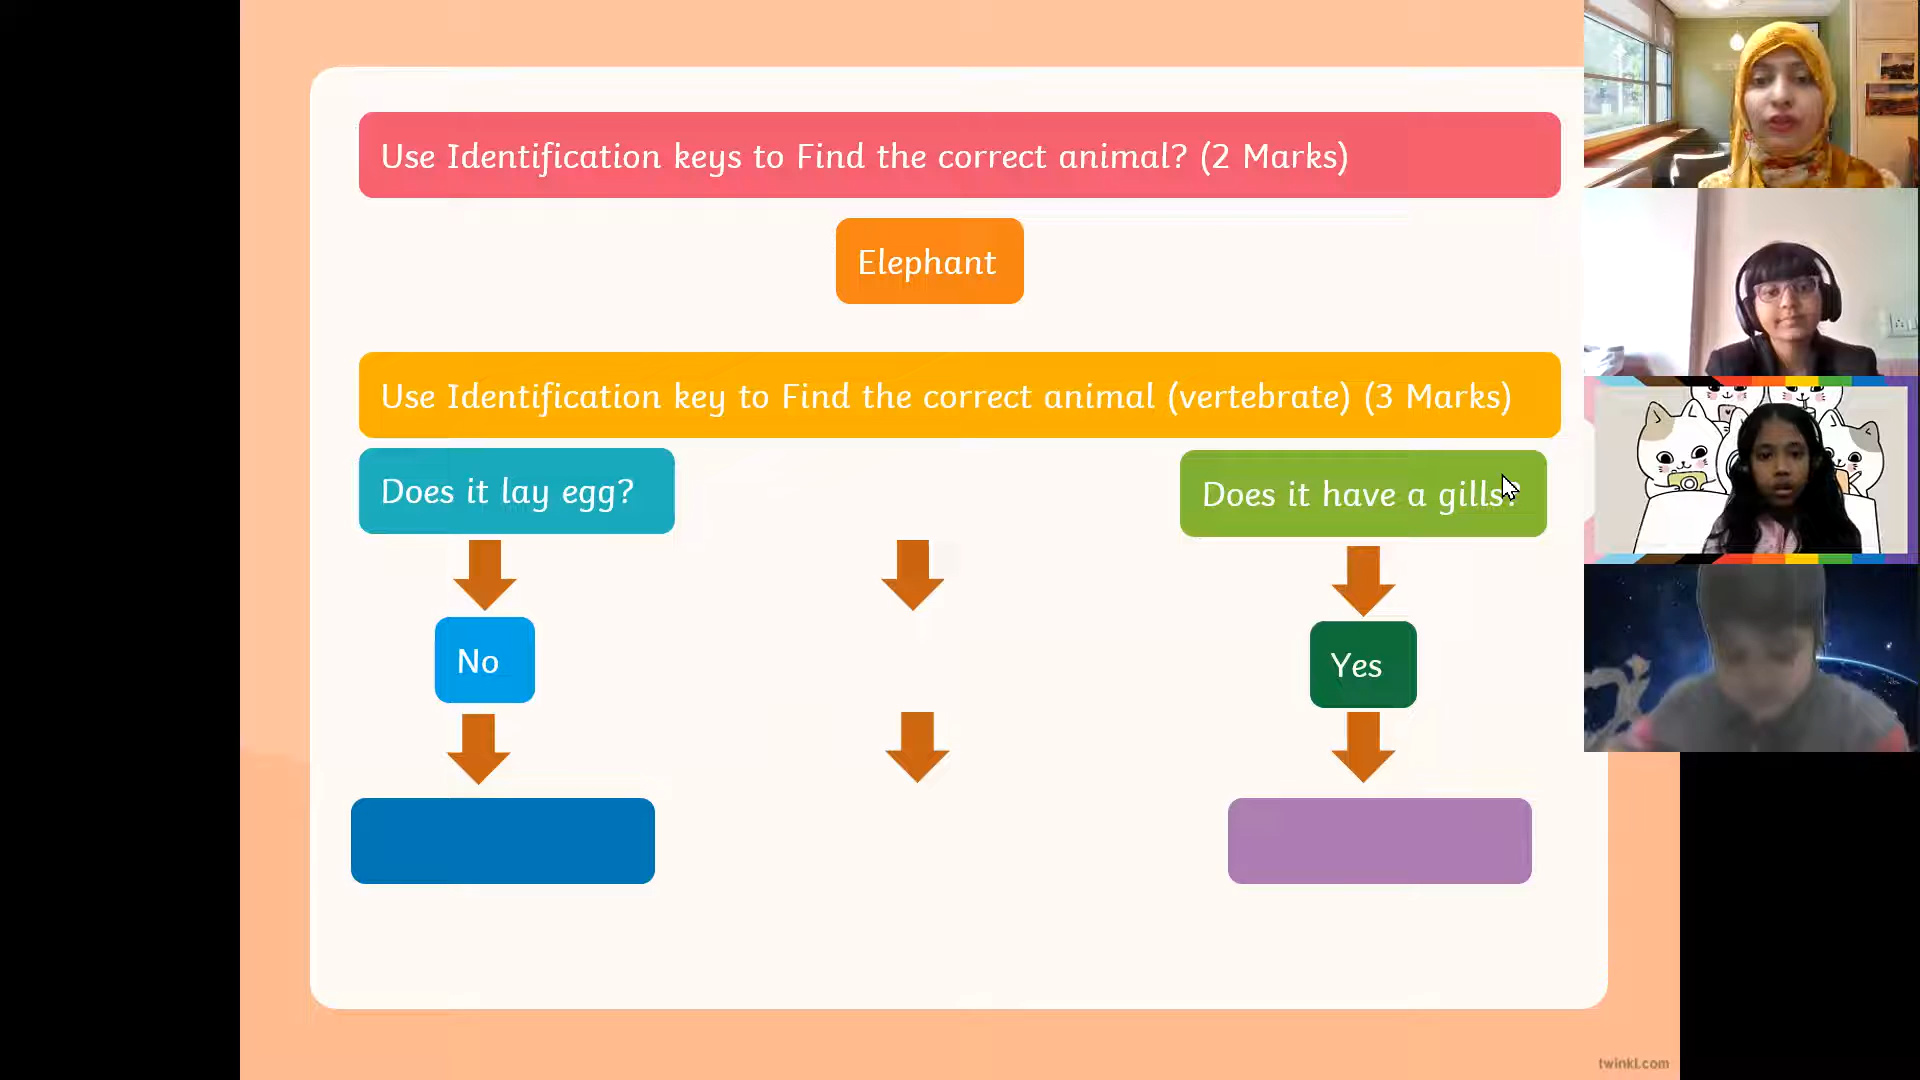 Use Identification keys to Find the correct animal? (2 Marks)
Elephant
Use Identification key to Find the correct animal (vertebrate) (3 Marks)
Does it lay egg?
Does it have a gills?
No
Yes
twinkl.com